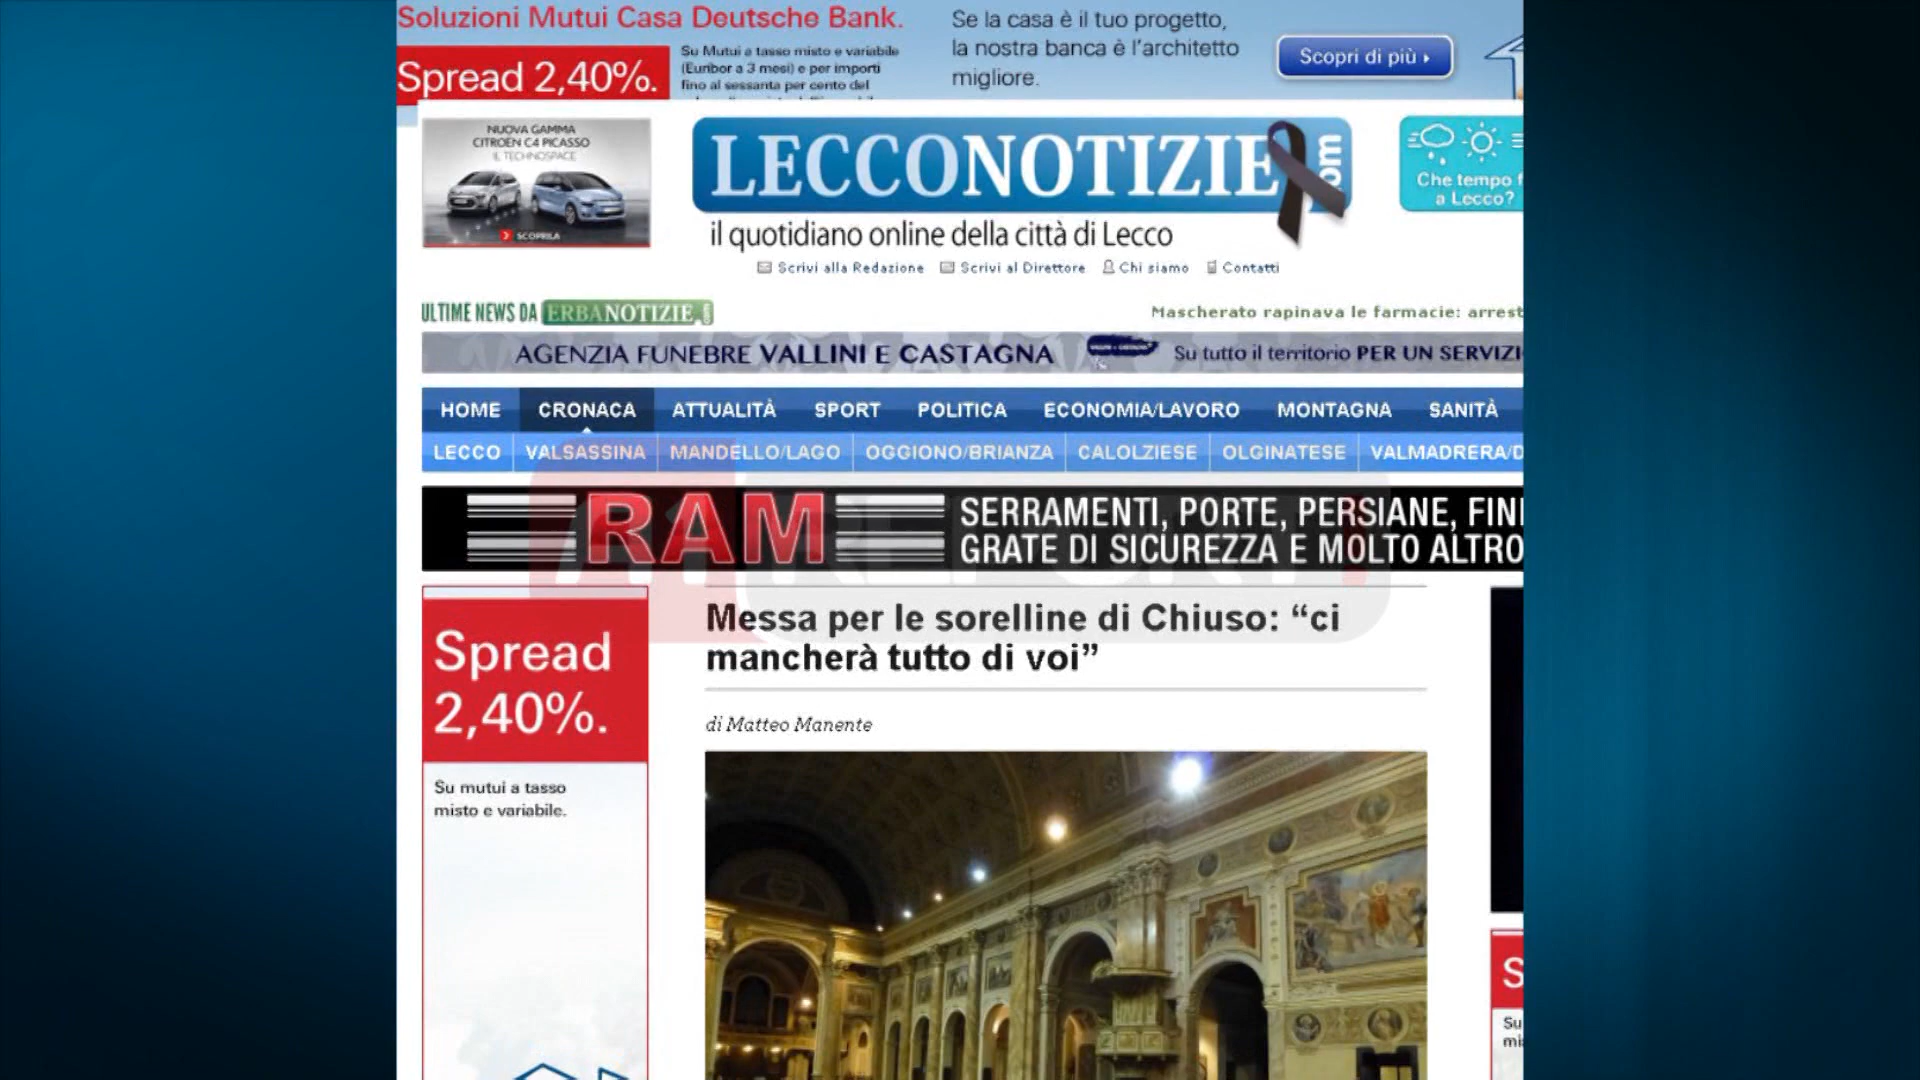 Soluzioni Mutui Casa Deutsche Bank.
Spread 2,40%.
Su Mutui a tasso misto e variabile
(Euribor a 3 mesi) e per importi
fino al sessanta per cento del
Se la casa è il tuo progetto,
la nostra banca è l'architetto
migliore.
Scopri di più
NUOVA GAMMA
CITROËN C4 PICASSO
IL TECHNOSPACE
SCOPRILA
LECCONOTIZIE
om
il quotidiano online della città di Lecco
Che tempo f
a Lecco?
Scrivi alla Redazione Scrivi al Direttore Chi siamo Contatti
ULTIME NEWS DA ERBANOTIZIE.com
Mascherato rapinava le farmacie: arrest
AGENZIA FUNEBRE VALLINI E CASTAGNA
Su tutto il territorio PER UN SERVIZI
HOME CRONACA ATTUALITÀ SPORT POLITICA ECONOMIA/LAVORO MONTAGNA SANITÀ
LECCO VALSASSINA MANDELLO/LAGO OGGIONO/BRIANZA CALOLZIESE OLGINATESE VALMADRERA/D
RAM
SERRAMENTI, PORTE, PERSIANE, FINE
GRATE DI SICUREZZA E MOLTO ALTRO
Spread
2,40%.
Su mutui a tasso
misto e variabile.
Messa per le sorelline di Chiuso: “ci
mancherà tutto di voi”
di Matteo Manente
S
Su
mi